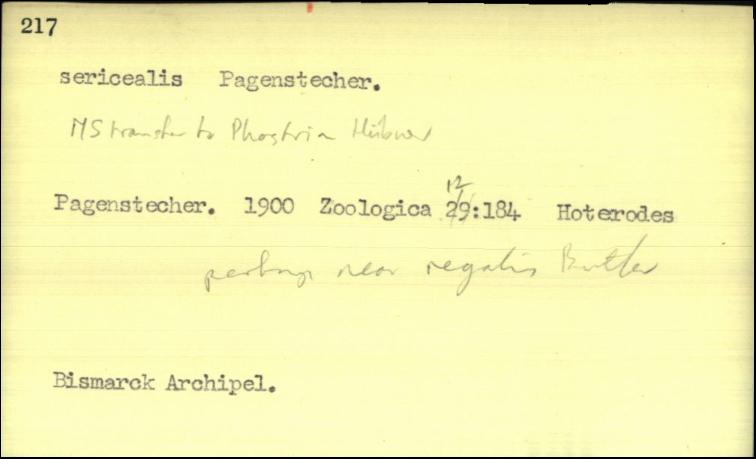 217
sericealis Pagenstecher.
MS transfer to Phostria Hübner
12
Pagenstecher. 1900 Zoologica 29:184 Hoterodes
perhaps near regalis Butler
Bismarck Archipel.